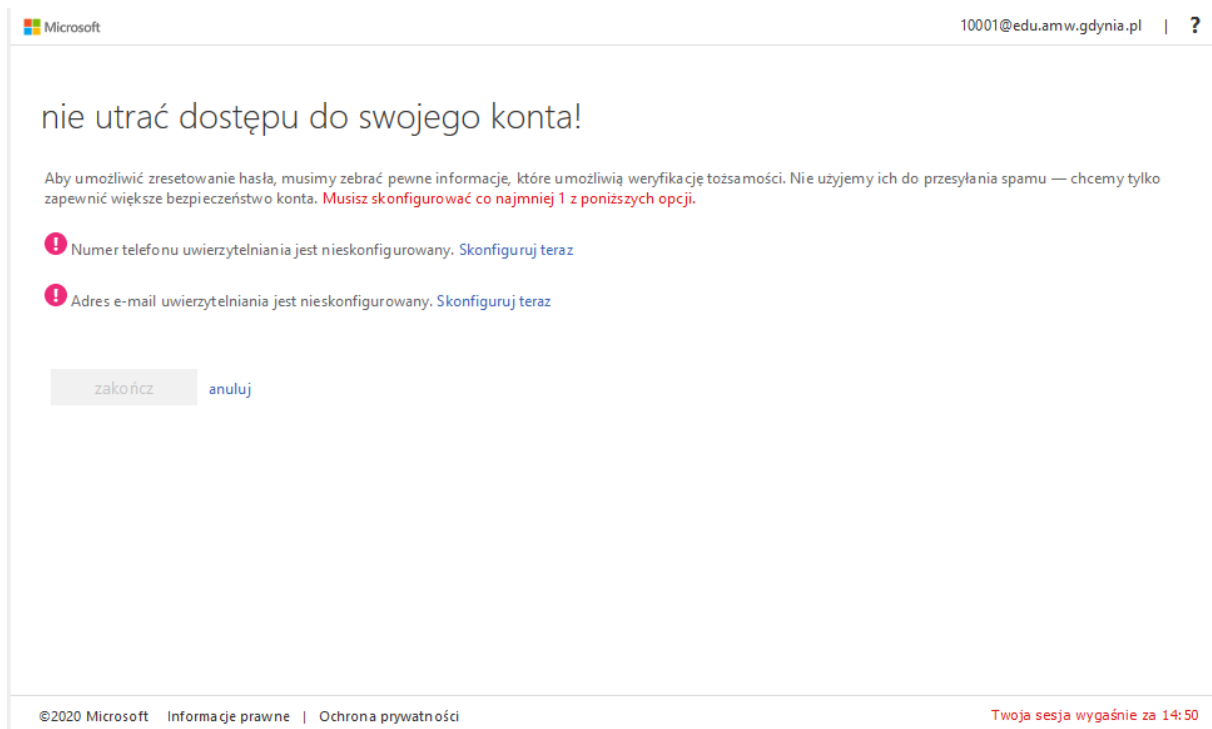 Microsoft
10001@edu.amw.gdynia.pl | ?
nie utrać dostępu do swojego konta!
Aby umożliwić zresetowanie hasła, musimy zebrać pewne informacje, które umożliwią weryfikację tożsamości. Nie użyjemy ich do przesyłania spamu — chcemy tylko
zapewnić większe bezpieczeństwo konta. Musisz skonfigurować co najmniej 1 z poniższych opcji.
! Numer telefonu uwierzytelniania jest nieskonfigurowany. Skonfiguruj teraz
! Adres e-mail uwierzytelniania jest nieskonfigurowany. Skonfiguruj teraz
zakończ anuluj
©2020 Microsoft Informacje prawne | Ochrona prywatności
Twoja sesja wygaśnie za 14:50